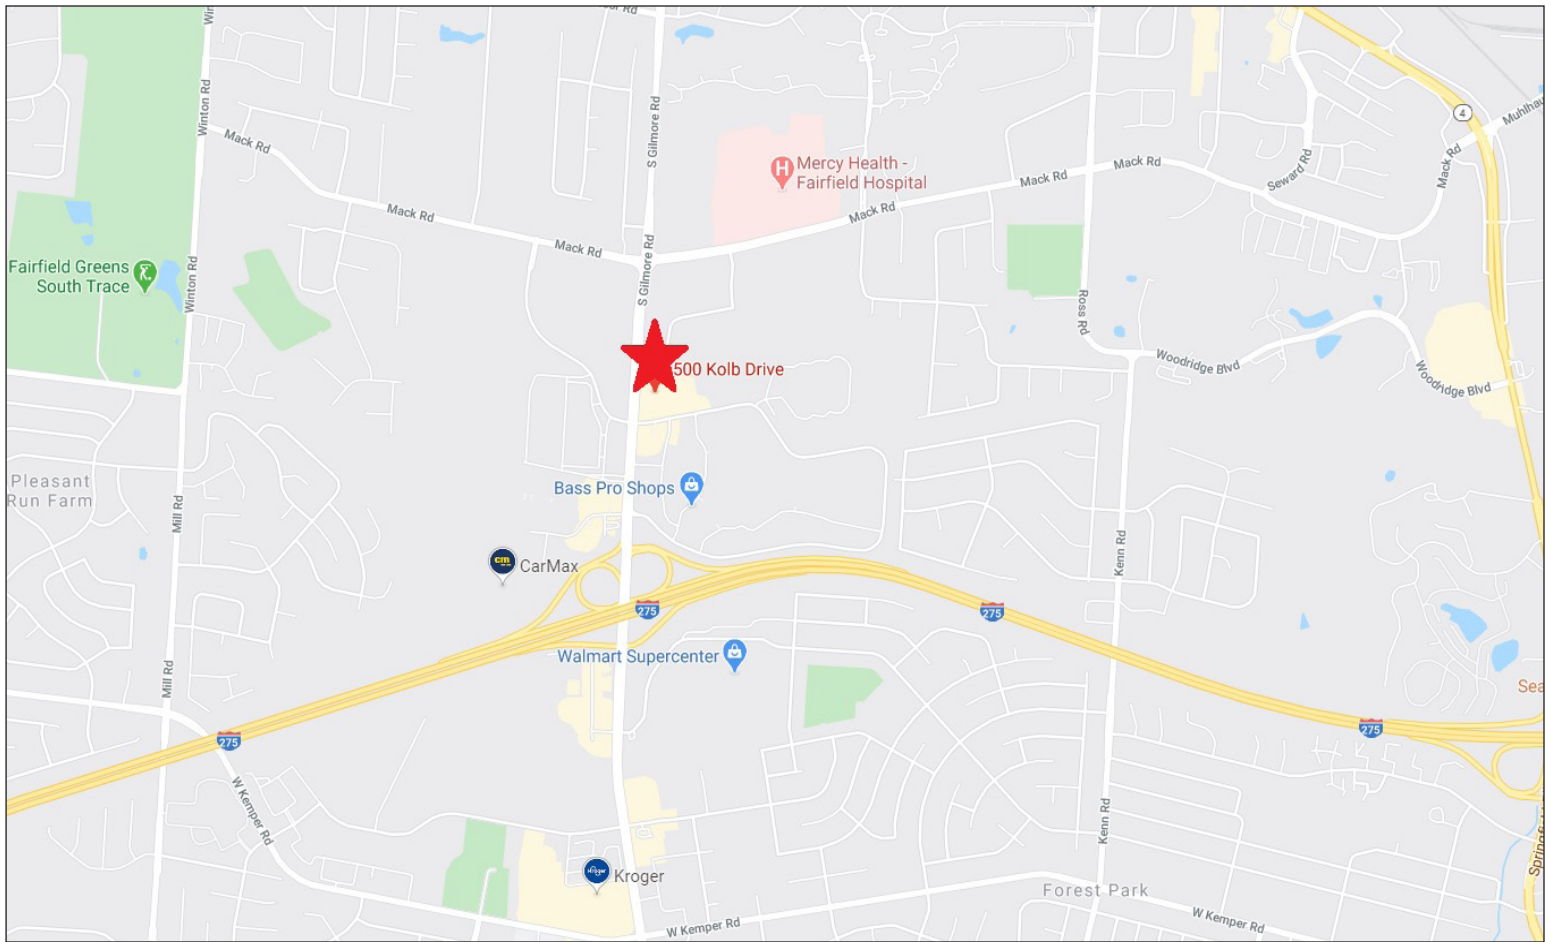 Winton Rd
Mack Rd
S Gilmore Rd
Mercy Health -
Fairfield Hospital
Mack Rd
Mack Rd
Mack Rd
Seward Rd
Mack Rd
4
Mack Rd
Mack Rd
S Gilmore Rd
Fairfield Greens
South Trace
Winton Rd
Ross Rd
500 Kolb Drive
Woodridge Blvd
Woodridge Blvd
Pleasant
Run Farm
Mill Rd
Bass Pro Shops
Kenn Rd
cm
CarMax
275
275
Walmart Supercenter
Mill Rd
275
275
W Kemper Rd
Kenn Rd
Kroger
Kroger
Forest Park
W Kemper Rd
W Kemper Rd